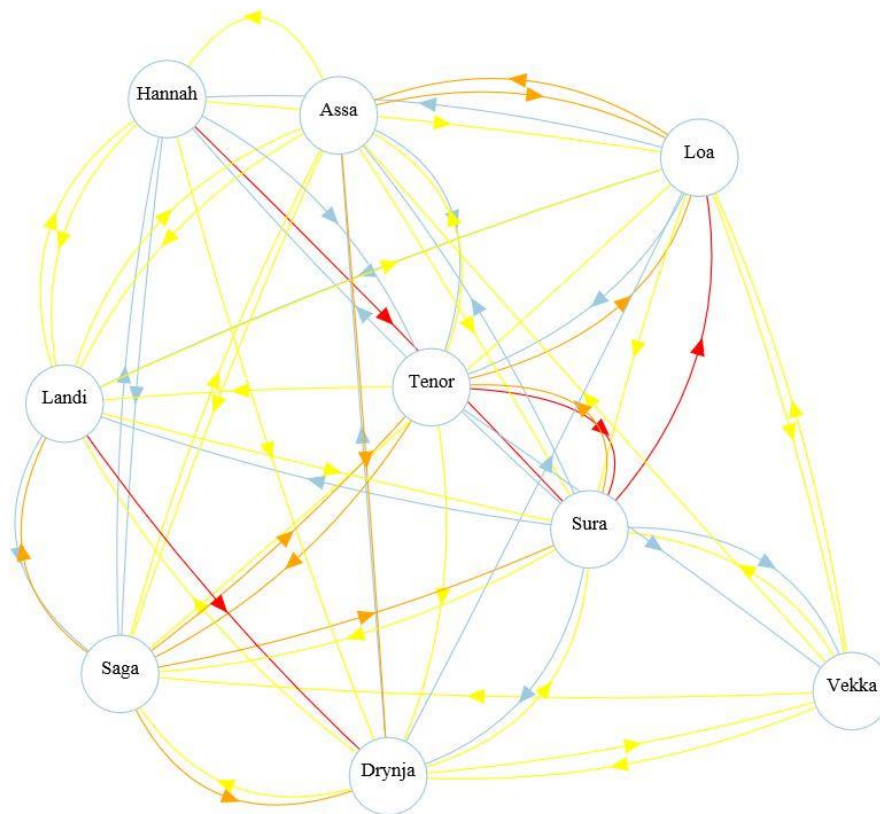 Hannah
Assa
Loa
Tenor
Landi
Sura
Saga
Vekka
Drynja